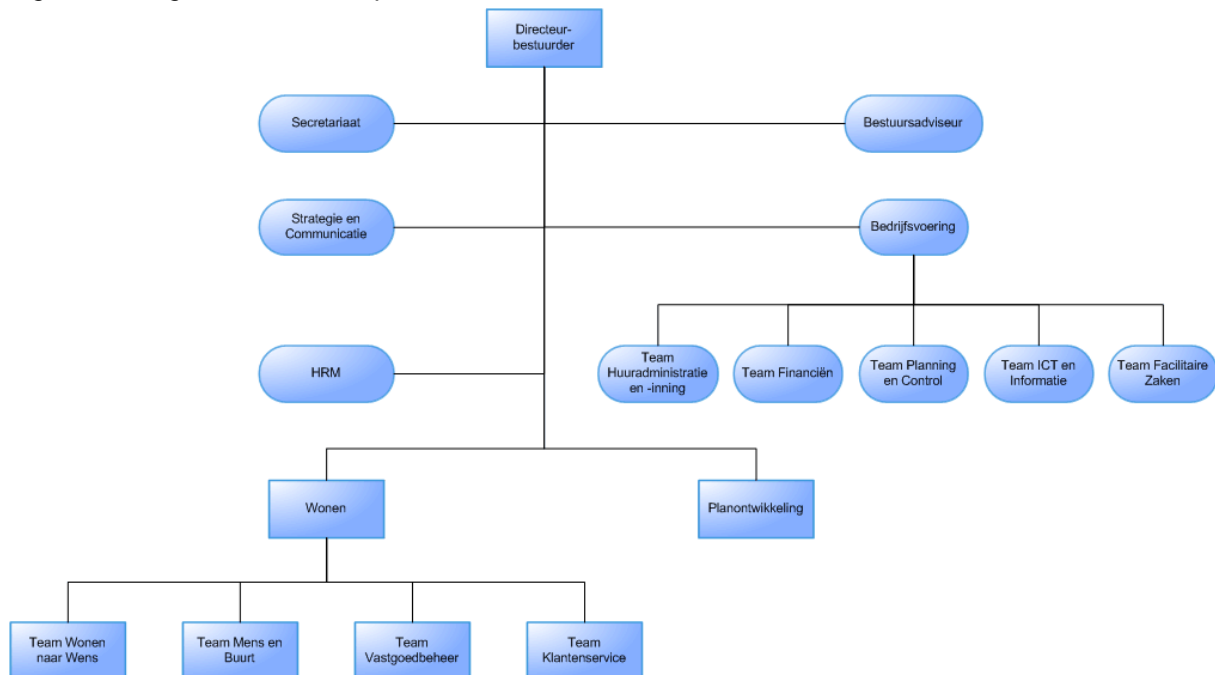 Directeur-
bestuurder
Secretariaat
Bestuursadviseur
Strategie en
Communicatie
Bedrijfsvoering
HRM
Team
Huuradministratie
en -inning
Team Financiën
Team Planning
en Control
Team ICT en
Informatie
Team Facilitaire
Zaken
Wonen
Planontwikkeling
Team Wonen
naar Wens
Team Mens en
Buurt
Team
Vastgoedbeheer
Team
Klantenservice